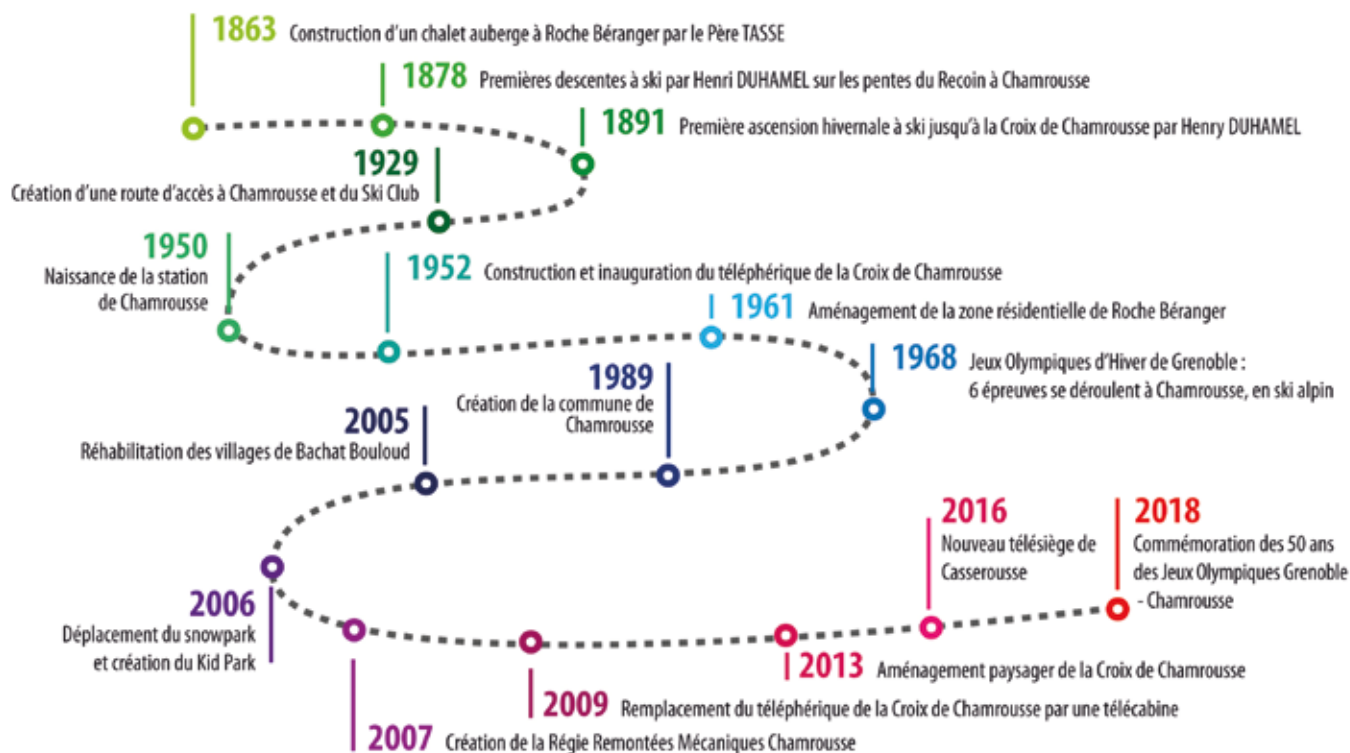 1863 Construction d'un chalet auberge à Roche Béranger par le Père TASSE
1878 Premières descentes à ski par Henri DUHAMEL sur les pentes du Recoin à Chamrousse
1891 Première ascension hivernale à ski jusqu'à la Croix de Chamrousse par Henry DUHAMEL
1929
Création d'une route d'accès à Chamrousse et du Ski Club
1950
Naissance de la station
de Chamrousse
1952 Construction et inauguration du téléphérique de la Croix de Chamrousse
1961 Aménagement de la zone résidentielle de Roche Béranger
1968 Jeux Olympiques d'Hiver de Grenoble :
6 épreuves se déroulent à Chamrousse, en ski alpin
1989
Création de la commune de
Chamrousse
2005
Réhabilitation des villages de Bachat Bouloud
2006
Déplacement du snowpark
et création du Kid Park
2007 Création de la Régie Remontées Mécaniques Chamrousse
2009 Remplacement du téléphérique de la Croix de Chamrousse par une télécabine
2013 Aménagement paysager de la Croix de Chamrousse
2016
Nouveau télésiège de
Casserousse
2018
Commémoration des 50 ans
des Jeux Olympiques Grenoble
- Chamrousse